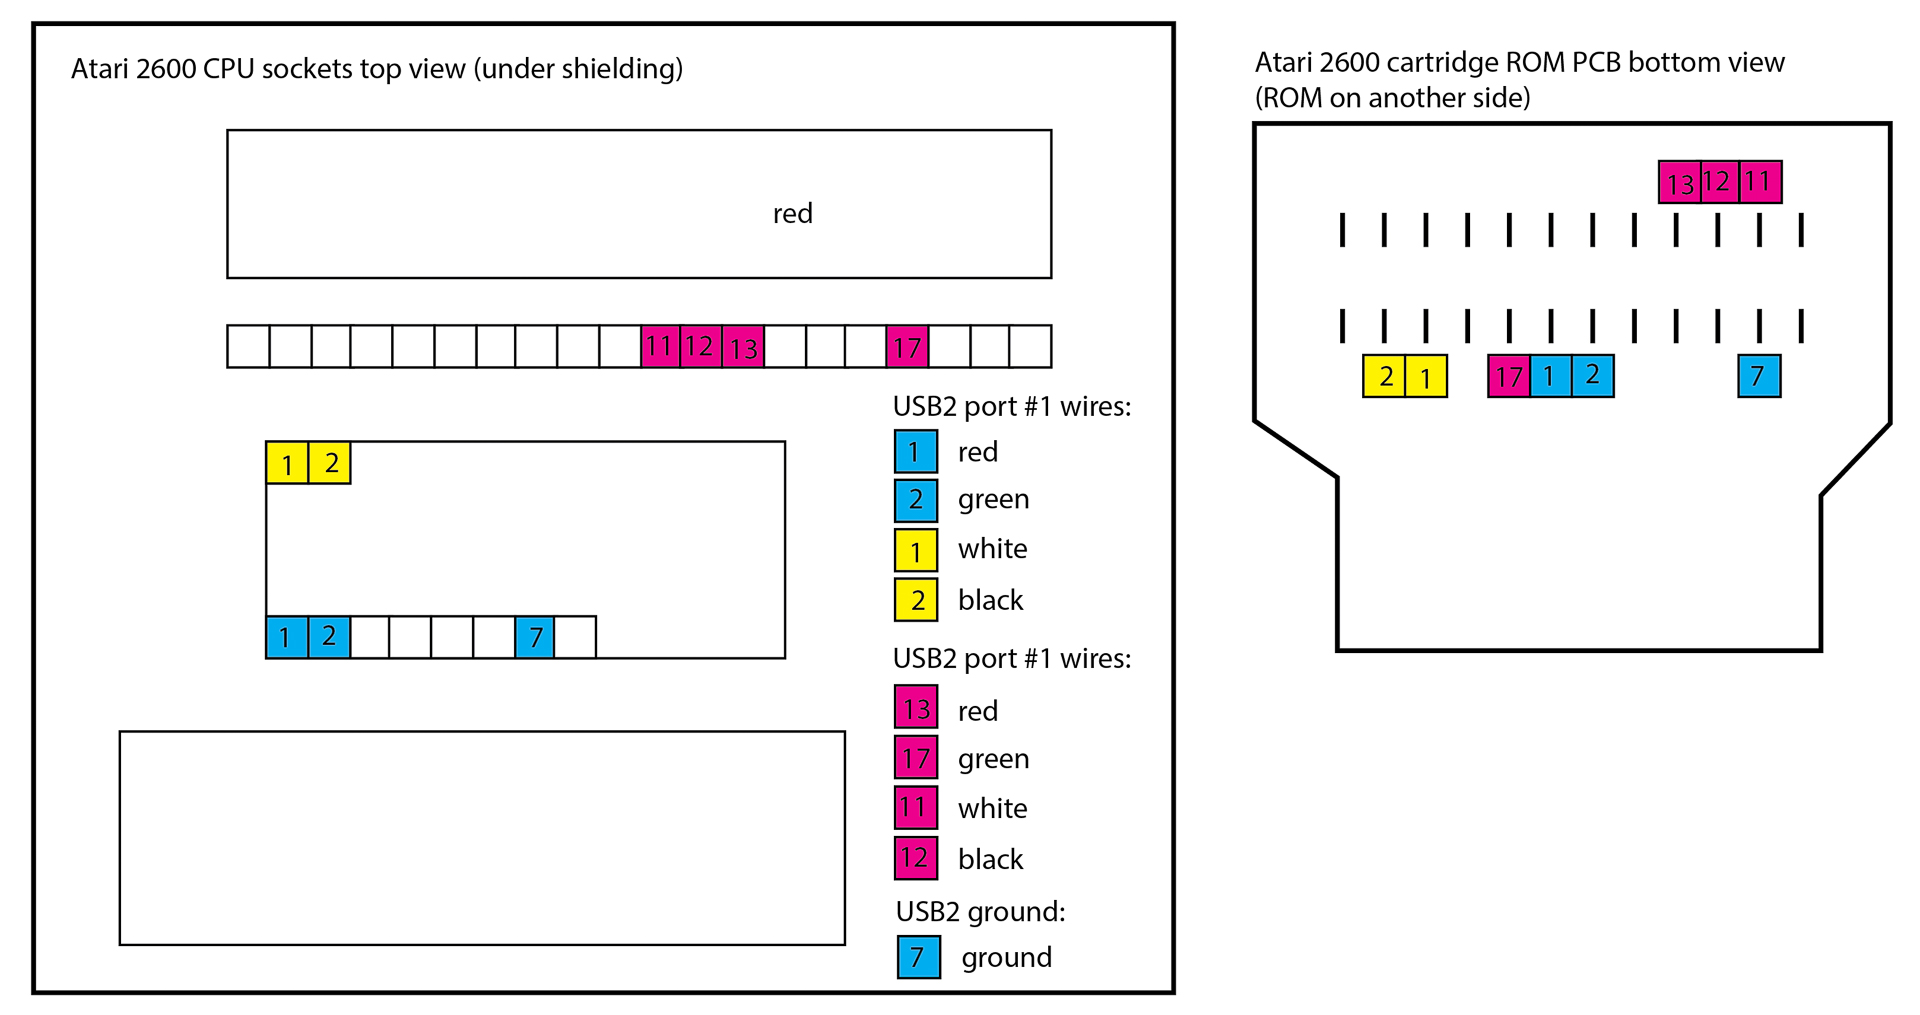 Atari 2600 CPU sockets top view (under shielding)
red
11 12 13 17
1 2
1 2 7
USB2 port #1 wires:
1 red
2 green
1 white
2 black
USB2 port #1 wires:
13 red
17 green
11 white
12 black
USB2 ground:
7 ground
Atari 2600 cartridge ROM PCB bottom view
(ROM on another side)
13 12 11
2 1 17 1 2 7